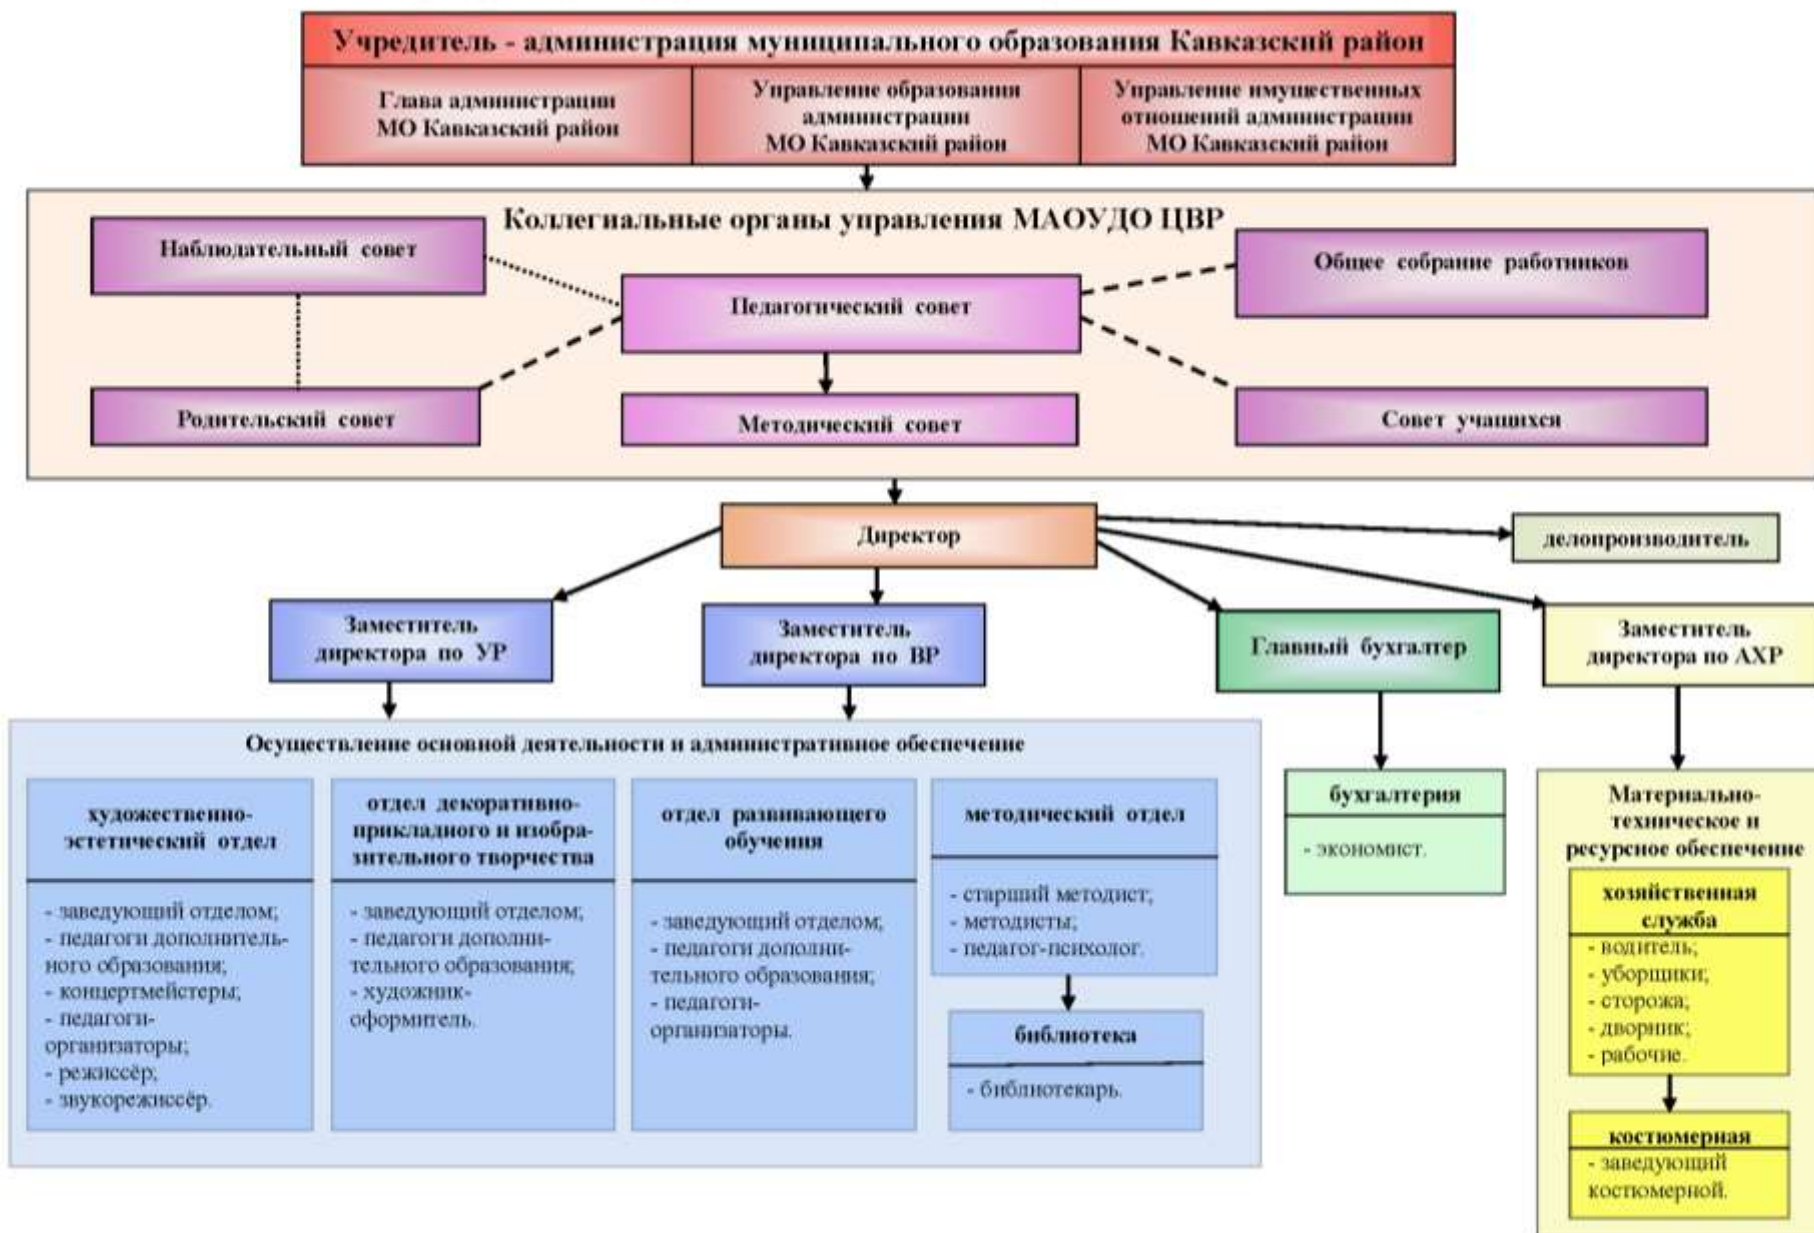 Учредитель - администрация муниципального образования Кавказский район
Глава администрации
МО Кавказский район
Управление образования
администрации
МО Кавказский район
Управление имущественных
отношений администрации
МО Кавказский район
Коллегиальные органы управления МАОУДО ЦВР
Наблюдательный совет
Общее собрание работников
Педагогический совет
Родительский совет
Методический совет
Совет учащихся
Директор
делопроизводитель
Заместитель
директора по УР
Заместитель
директора по ВР
Главный бухгалтер
Заместитель
директора по АХР
Осуществление основной деятельности и административное обеспечение
художественно-
эстетический отдел
- заведующий отделом;
- педагоги дополнитель-
ного образования;
- концертмейстеры;
- педагоги-
организаторы;
- режиссёр;
- звукорежиссёр.
отдел декоративно-
прикладного и изобра-
зительного творчества
- заведующий отделом;
- педагоги дополни-
тельного образования;
- художник-
оформитель.
отдел развивающего
обучения
- заведующий отделом;
- педагоги дополни-
тельного образования;
- педагоги-
организаторы.
методический отдел
- старший методист;
- методисты;
- педагог-психолог.
библиотека
- библиотекарь.
бухгалтерия
- экономист.
Материально-
техническое и
ресурсное обеспечение
хозяйственная
служба
- водитель;
- уборщики;
- сторожа;
- дворник;
- рабочие.
костюмерная
- заведующий
костюмерной.